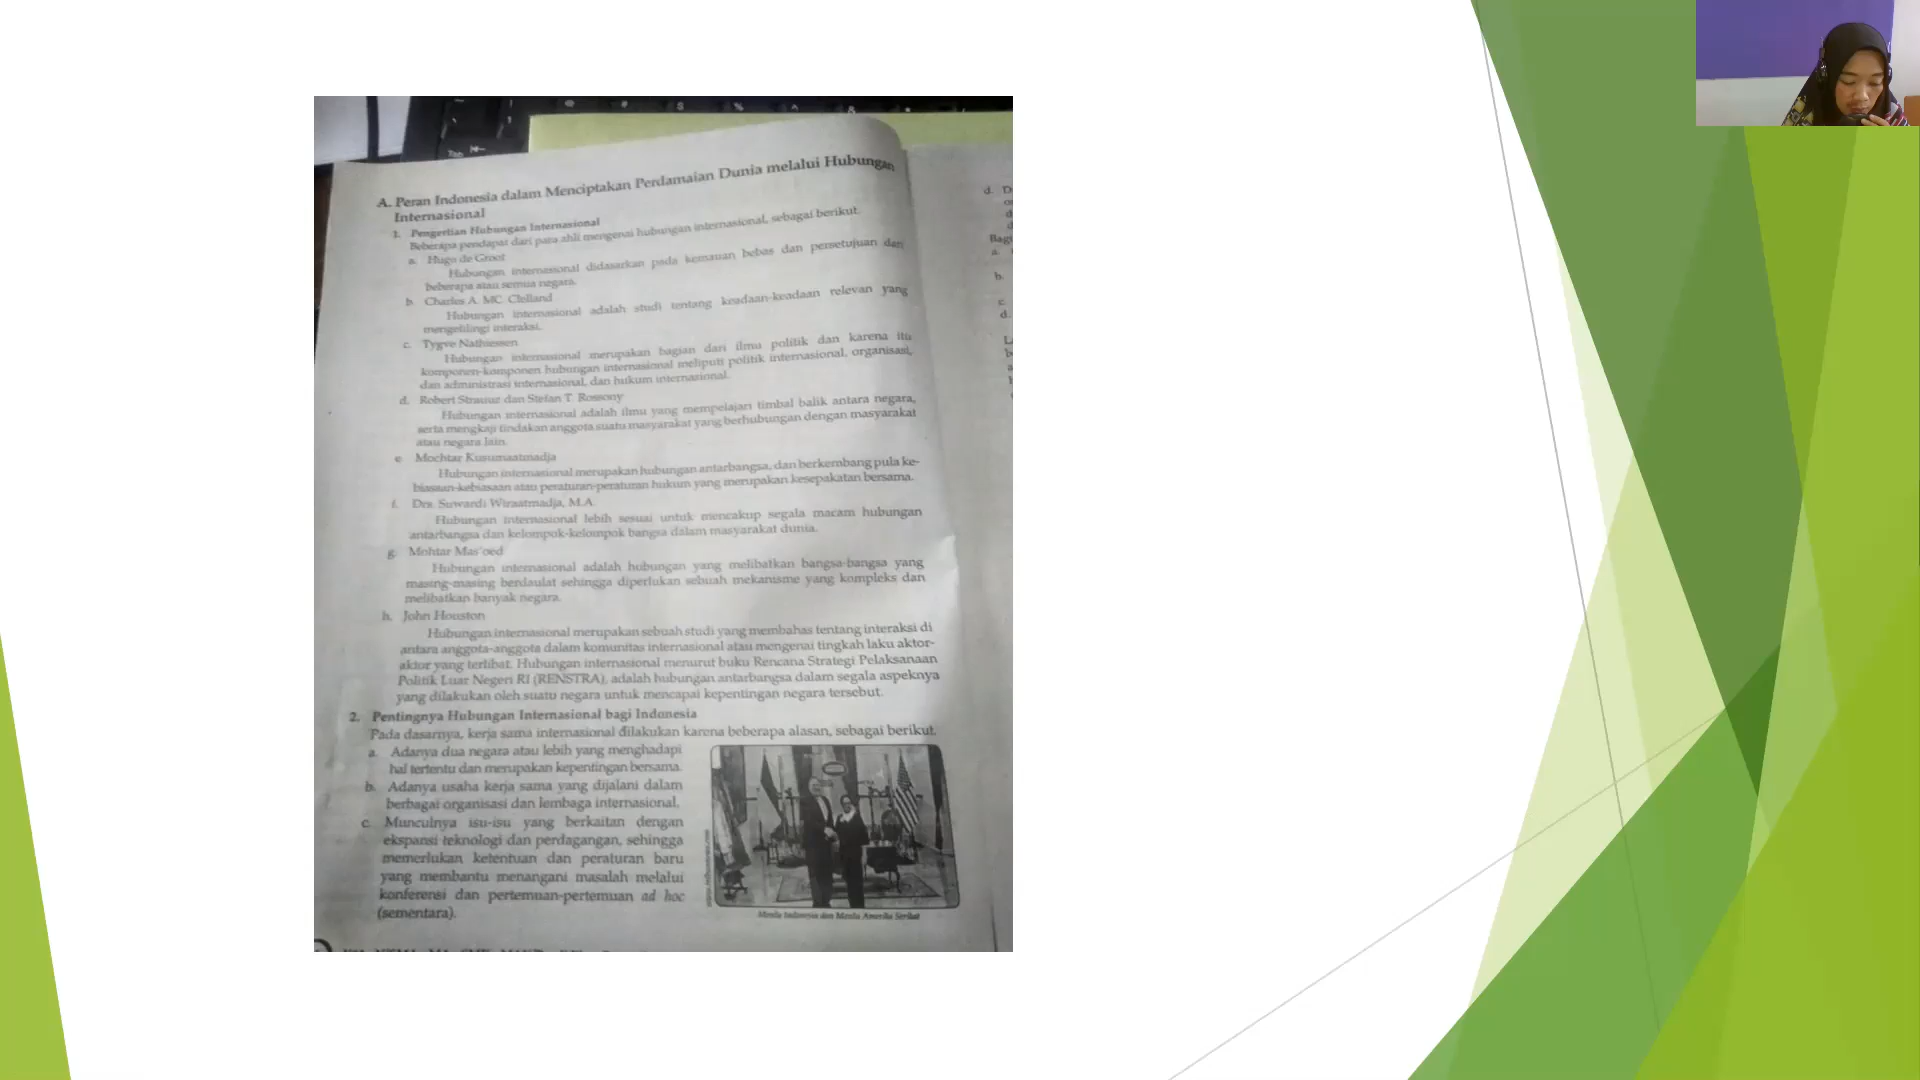 A. Peran Indonesia dalam Menciptakan Perdamaian Dunia melalui Hubungan
Internasional
1. Pengertian Hubungan Internasional
Beberapa pendapat dari para ahli mengenai hubungan internasional, sebagai berikut.
a. Hugo de Groot
Hubungan internasional didasarkan pada kemauan bebas dan persetujuan dari
beberapa atau semua negara.
b. Charles A. MC. Clelland
Hubungan internasional adalah studi tentang keadaan-keadaan relevan yang
mengelilingi interaksi.
c. Tygve Nathiessen
Hubungan internasional merupakan bagian dari ilmu politik dan karena itu
komponen-komponen hubungan internasional meliputi politik internasional, organisasi,
dan administrasi internasional, dan hukum internasional.
d. Robert Strauuz dan Stefan T. Rossony
Hubungan internasional adalah ilmu yang mempelajari timbal balik antara negara,
serta mengkaji tindakan anggota suatu masyarakat yang berhubungan dengan masyarakat
atau negara lain.
e. Mochtar Kusumaatmadja
Hubungan internasional merupakan hubungan antarbangsa, dan berkembang pula ke-
biasaan-kebiasaan atau peraturan-peraturan hukum yang merupakan kesepakatan bersama.
f. Drs. Suwardi Wiraatmadja, M.A.
Hubungan internasional lebih sesuai untuk mencakup segala macam hubungan
antarbangsa dan kelompok-kelompok bangsa dalam masyarakat dunia.
g. Mohtar Mas'oed
Hubungan internasional adalah hubungan yang melibatkan bangsa-bangsa yang
masing-masing berdaulat sehingga diperlukan sebuah mekanisme yang kompleks dan
melibatkan banyak negara.
h. John Houston
Hubungan internasional merupakan sebuah studi yang membahas tentang interaksi di
antara anggota-anggota dalam komunitas internasional atau mengenai tingkah laku aktor-
aktor yang terlibat. Hubungan internasional menurut buku Rencana Strategi Pelaksanaan
Politik Luar Negeri RI (RENSTRA), adalah hubungan antarbangsa dalam segala aspeknya
yang dilakukan oleh suatu negara untuk mencapai kepentingan negara tersebut.
2. Pentingnya Hubungan Internasional bagi Indonesia
Pada dasarnya, kerja sama internasional dilakukan karena beberapa alasan, sebagai berikut.
a. Adanya dua negara atau lebih yang menghadapi
hal tertentu dan merupakan kepentingan bersama.
b. Adanya usaha kerja sama yang dijalani dalam
berbagai organisasi dan lembaga internasional.
c. Munculnya isu-isu yang berkaitan dengan
ekspansi teknologi dan perdagangan, sehingga
memerlukan ketentuan dan peraturan baru
yang membantu menangani masalah melalui
konferensi dan pertemuan-pertemuan ad hoc
(sementara).
Menlu Indonesia dan Menlu Amerika Serikat
d.
a.
b.
c.
d.
Tab